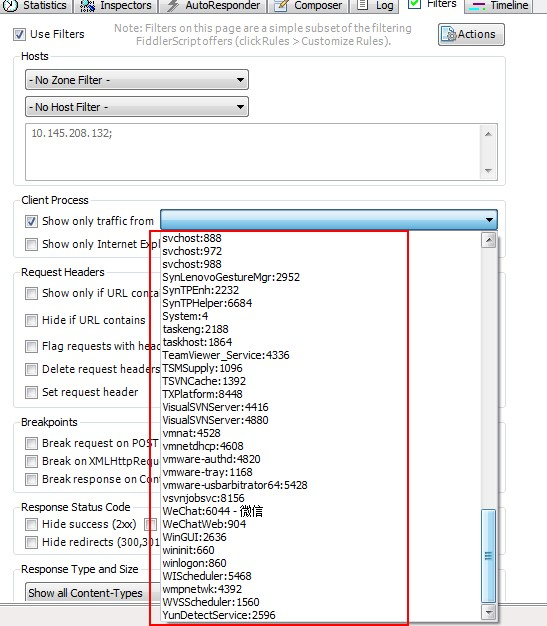 Statistics Inspectors AutoResponder Composer Log Filters Timeline
Use Filters
Note: Filters on this page are a simple subset of the filtering
FiddlerScript offers (click Rules > Customize Rules).
Actions
Hosts
- No Zone Filter -
- No Host Filter -
10.145.208.132;
Client Process
Show only traffic from
Show only Internet Expl
svchost:888
svchost:972
svchost:988
SynLenovoGestureMgr:2952
SynTPEnh:2232
SynTPHelper:6684
System:4
taskeng:2188
taskhost:1864
TeamViewer_Service:4336
TSMSupply:1096
TSVNCache:1392
TXPlatform:8448
VisualSVNServer:4416
VisualSVNServer:4880
vmnat:4528
vmnetdhcp:4608
vmware-authd:4820
vmware-tray:1168
vmware-usbarbitrator64:5428
vsvnjobsvc:8156
WeChat:6044 - 微信
WeChatWeb:904
WinGUI:2636
wininit:660
winlogon:860
WIScheduler:5468
wmpnetwk:4392
WVSScheduler:1560
YunDetectService:2596
Request Headers
Show only if URL conta
Hide if URL contains
Flag requests with head
Delete request headers
Set request header
Breakpoints
Break request on POST
Break on XMLHttpRequ
Break response on Con
Response Status Code
Hide success (2xx)
Hide redirects (300,301
Response Type and Size
Show all Content-Types